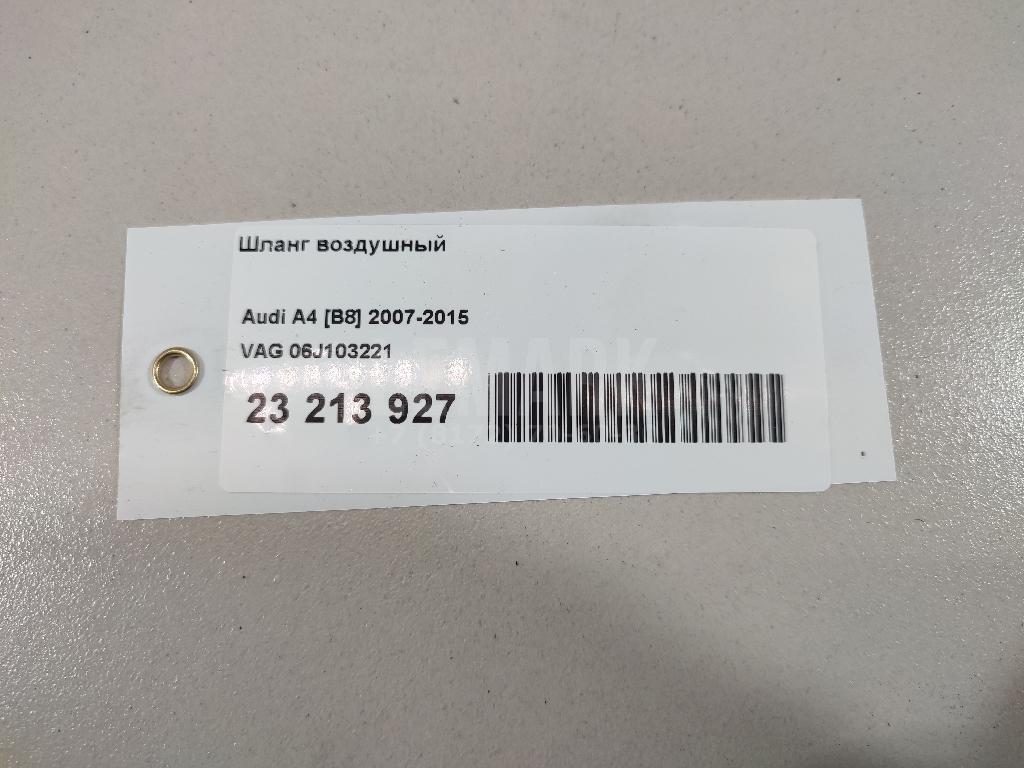 Шланг воздушный
Audi A4 [B8] 2007-2015
VAG 06J103221
23 213 927